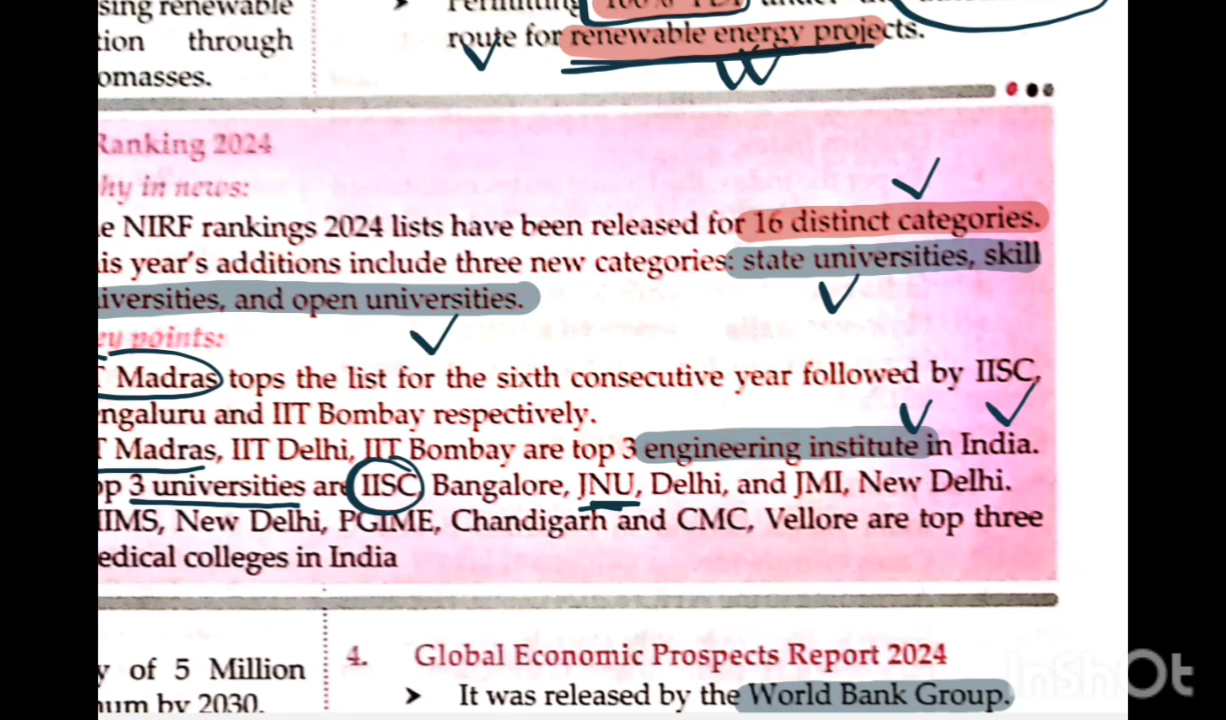 sing renewable
tion through
omasses.
Permitting 100% FDI under the
route for renewable energy projects.
Ranking 2024
hy in news:
e NIRF rankings 2024 lists have been released for 16 distinct categories.
is year's additions include three new categories: state universities, skill
iversities, and open universities.
ey points:
T Madras tops the list for the sixth consecutive year followed by IISC,
ngaluru and IIT Bombay respectively.
T Madras, IIT Delhi, IIT Bombay are top 3 engineering institute in India.
op 3 universities are IISC, Bangalore, JNU, Delhi, and JMI, New Delhi.
IIMS, New Delhi, PGIME, Chandigarh and CMC, Vellore are top three
edical colleges in India
y of 5 Million
num by 2030.
4. Global Economic Prospects Report 2024
➤ It was released by the World Bank Group.
InShOt